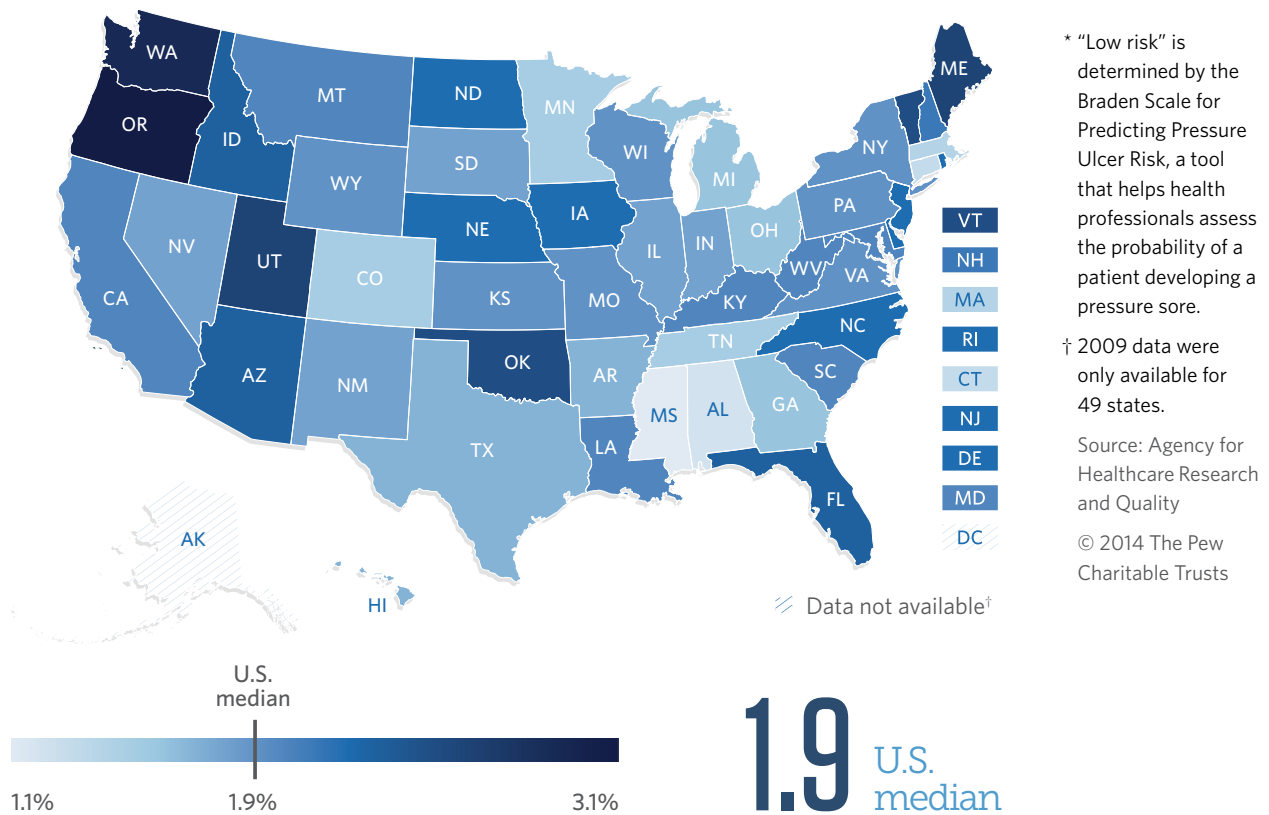 WA
OR
ID
MT
ND
MN
WI
MI
ME
NY
SD
WY
NE
IA
PA
NV
UT
CO
KS
MO
IL
IN
OH
WV
VA
KY
CA
AZ
NM
OK
AR
TN
NC
SC
MS
AL
GA
TX
LA
FL
AK
HI
VT
NH
MA
RI
CT
NJ
DE
MD
DC
Data not available†
* “Low risk” is
determined by the
Braden Scale for
Predicting Pressure
Ulcer Risk, a tool
that helps health
professionals assess
the probability of a
patient developing a
pressure sore.
† 2009 data were
only available for
49 states.
Source: Agency for
Healthcare Research
and Quality
© 2014 The Pew
Charitable Trusts
U.S.
median
1.1%
1.9%
3.1%
1.9
U.S.
median